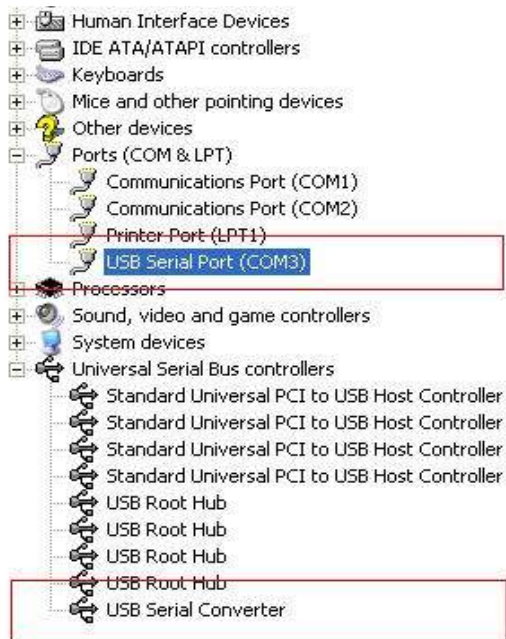 Human Interface Devices
IDE ATA/ATAPI controllers
Keyboards
Mice and other pointing devices
Other devices
Ports (COM & LPT)
Communications Port (COM1)
Communications Port (COM2)
Printer Port (LPT1)
USB Serial Port (COM3)
Processors
Sound, video and game controllers
System devices
Universal Serial Bus controllers
Standard Universal PCI to USB Host Controller
Standard Universal PCI to USB Host Controller
Standard Universal PCI to USB Host Controller
Standard Universal PCI to USB Host Controller
USB Root Hub
USB Root Hub
USB Root Hub
USB Root Hub
USB Serial Converter